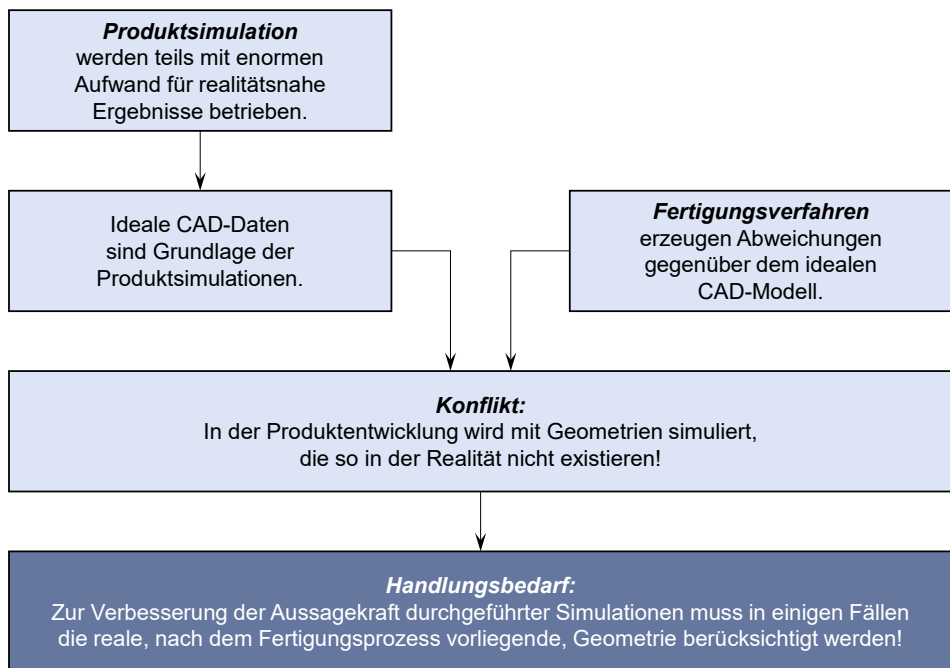 Produktsimulation
werden teils mit enormen
Aufwand für realitätsnahe
Ergebnisse betrieben.
Ideale CAD-Daten
sind Grundlage der
Produktsimulationen.
Fertigungsverfahren
erzeugen Abweichungen
gegenüber dem idealen
CAD-Modell.
Konflikt:
In der Produktentwicklung wird mit Geometrien simuliert,
die so in der Realität nicht existieren!
Handlungsbedarf:
Zur Verbesserung der Aussagekraft durchgeführter Simulationen muss in einigen Fällen
die reale, nach dem Fertigungsprozess vorliegende, Geometrie berücksichtigt werden!